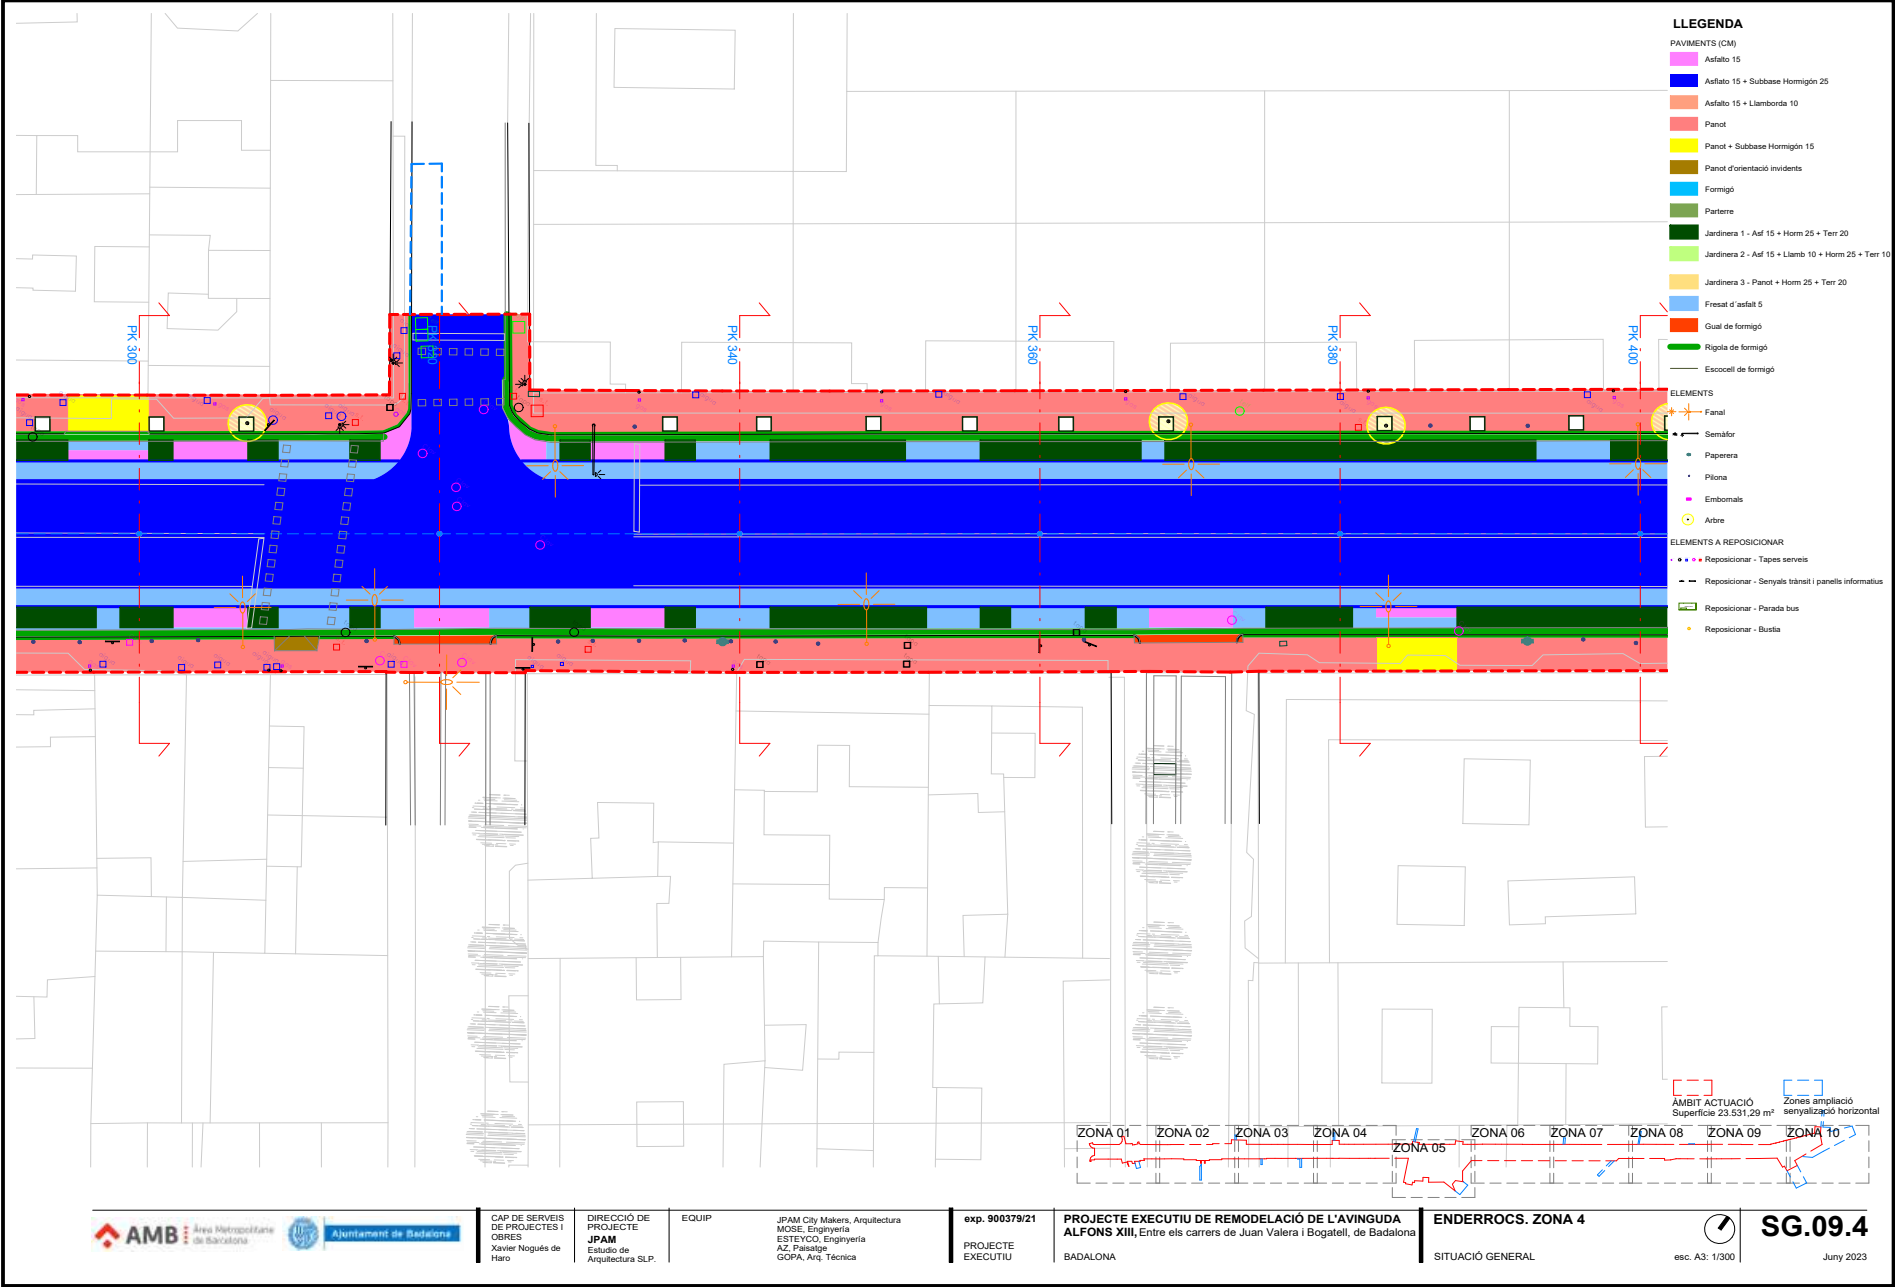 LLEGENDA
PAVIMENTS (CM)
Asfalto 15
Asflato 15 + Subbase Hormigón 25
Asfalto 15 + Llamborda 10
Panot
Panot + Subbase Hormigón 15
Panot d'orientació invidents
Formigó
Parterre
Jardinera 1 - Asf 15 + Horm 25 + Terr 20
Jardinera 2 - Asf 15 + Llamb 10 + Horm 25 + Terr 10
Jardinera 3 - Panot + Horm 25 + Terr 20
Fresat d´asfalt 5
Gual de formigó
Rigola de formigó
Escocell de formigó
ELEMENTS
Fanal
Semàfor
Paperera
Pilona
Embornals
Arbre
ELEMENTS A REPOSICIONAR
Reposicionar - Tapes serveis
Reposicionar - Senyals trànsit i panells informatius
Reposicionar - Parada bus
Reposicionar - Bustia
PK 300
PK 340
PK 360
PK 380
PK 400
ÀMBIT ACTUACIÓ
Superfície 23.531,29 m²
Zones ampliació
senyalizació horizontal
ZONA 01
ZONA 02
ZONA 03
ZONA 04
ZONA 05
ZONA 06
ZONA 07
ZONA 08
ZONA 09
ZONA 10
AMB
Àrea Metropolitana
de Barcelona
Ajuntament de Badalona
CAP DE SERVEIS
DE PROJECTES I
OBRES
Xavier Nogués de
Haro
DIRECCIÓ DE
PROJECTE
JPAM
Estudio de
Arquitectura SLP.
EQUIP
JPAM City Makers, Arquitectura
MOSE, Enginyería
ESTEYCO, Enginyería
AZ, Paisatge
GOPA, Arq. Técnica
exp. 900379/21
PROJECTE
EXECUTIU
PROJECTE EXECUTIU DE REMODELACIÓ DE L'AVINGUDA
ALFONS XIII, Entre els carrers de Juan Valera i Bogatell, de Badalona
BADALONA
ENDERROCS. ZONA 4
SITUACIÓ GENERAL
esc. A3: 1/300
SG.09.4
Juny 2023